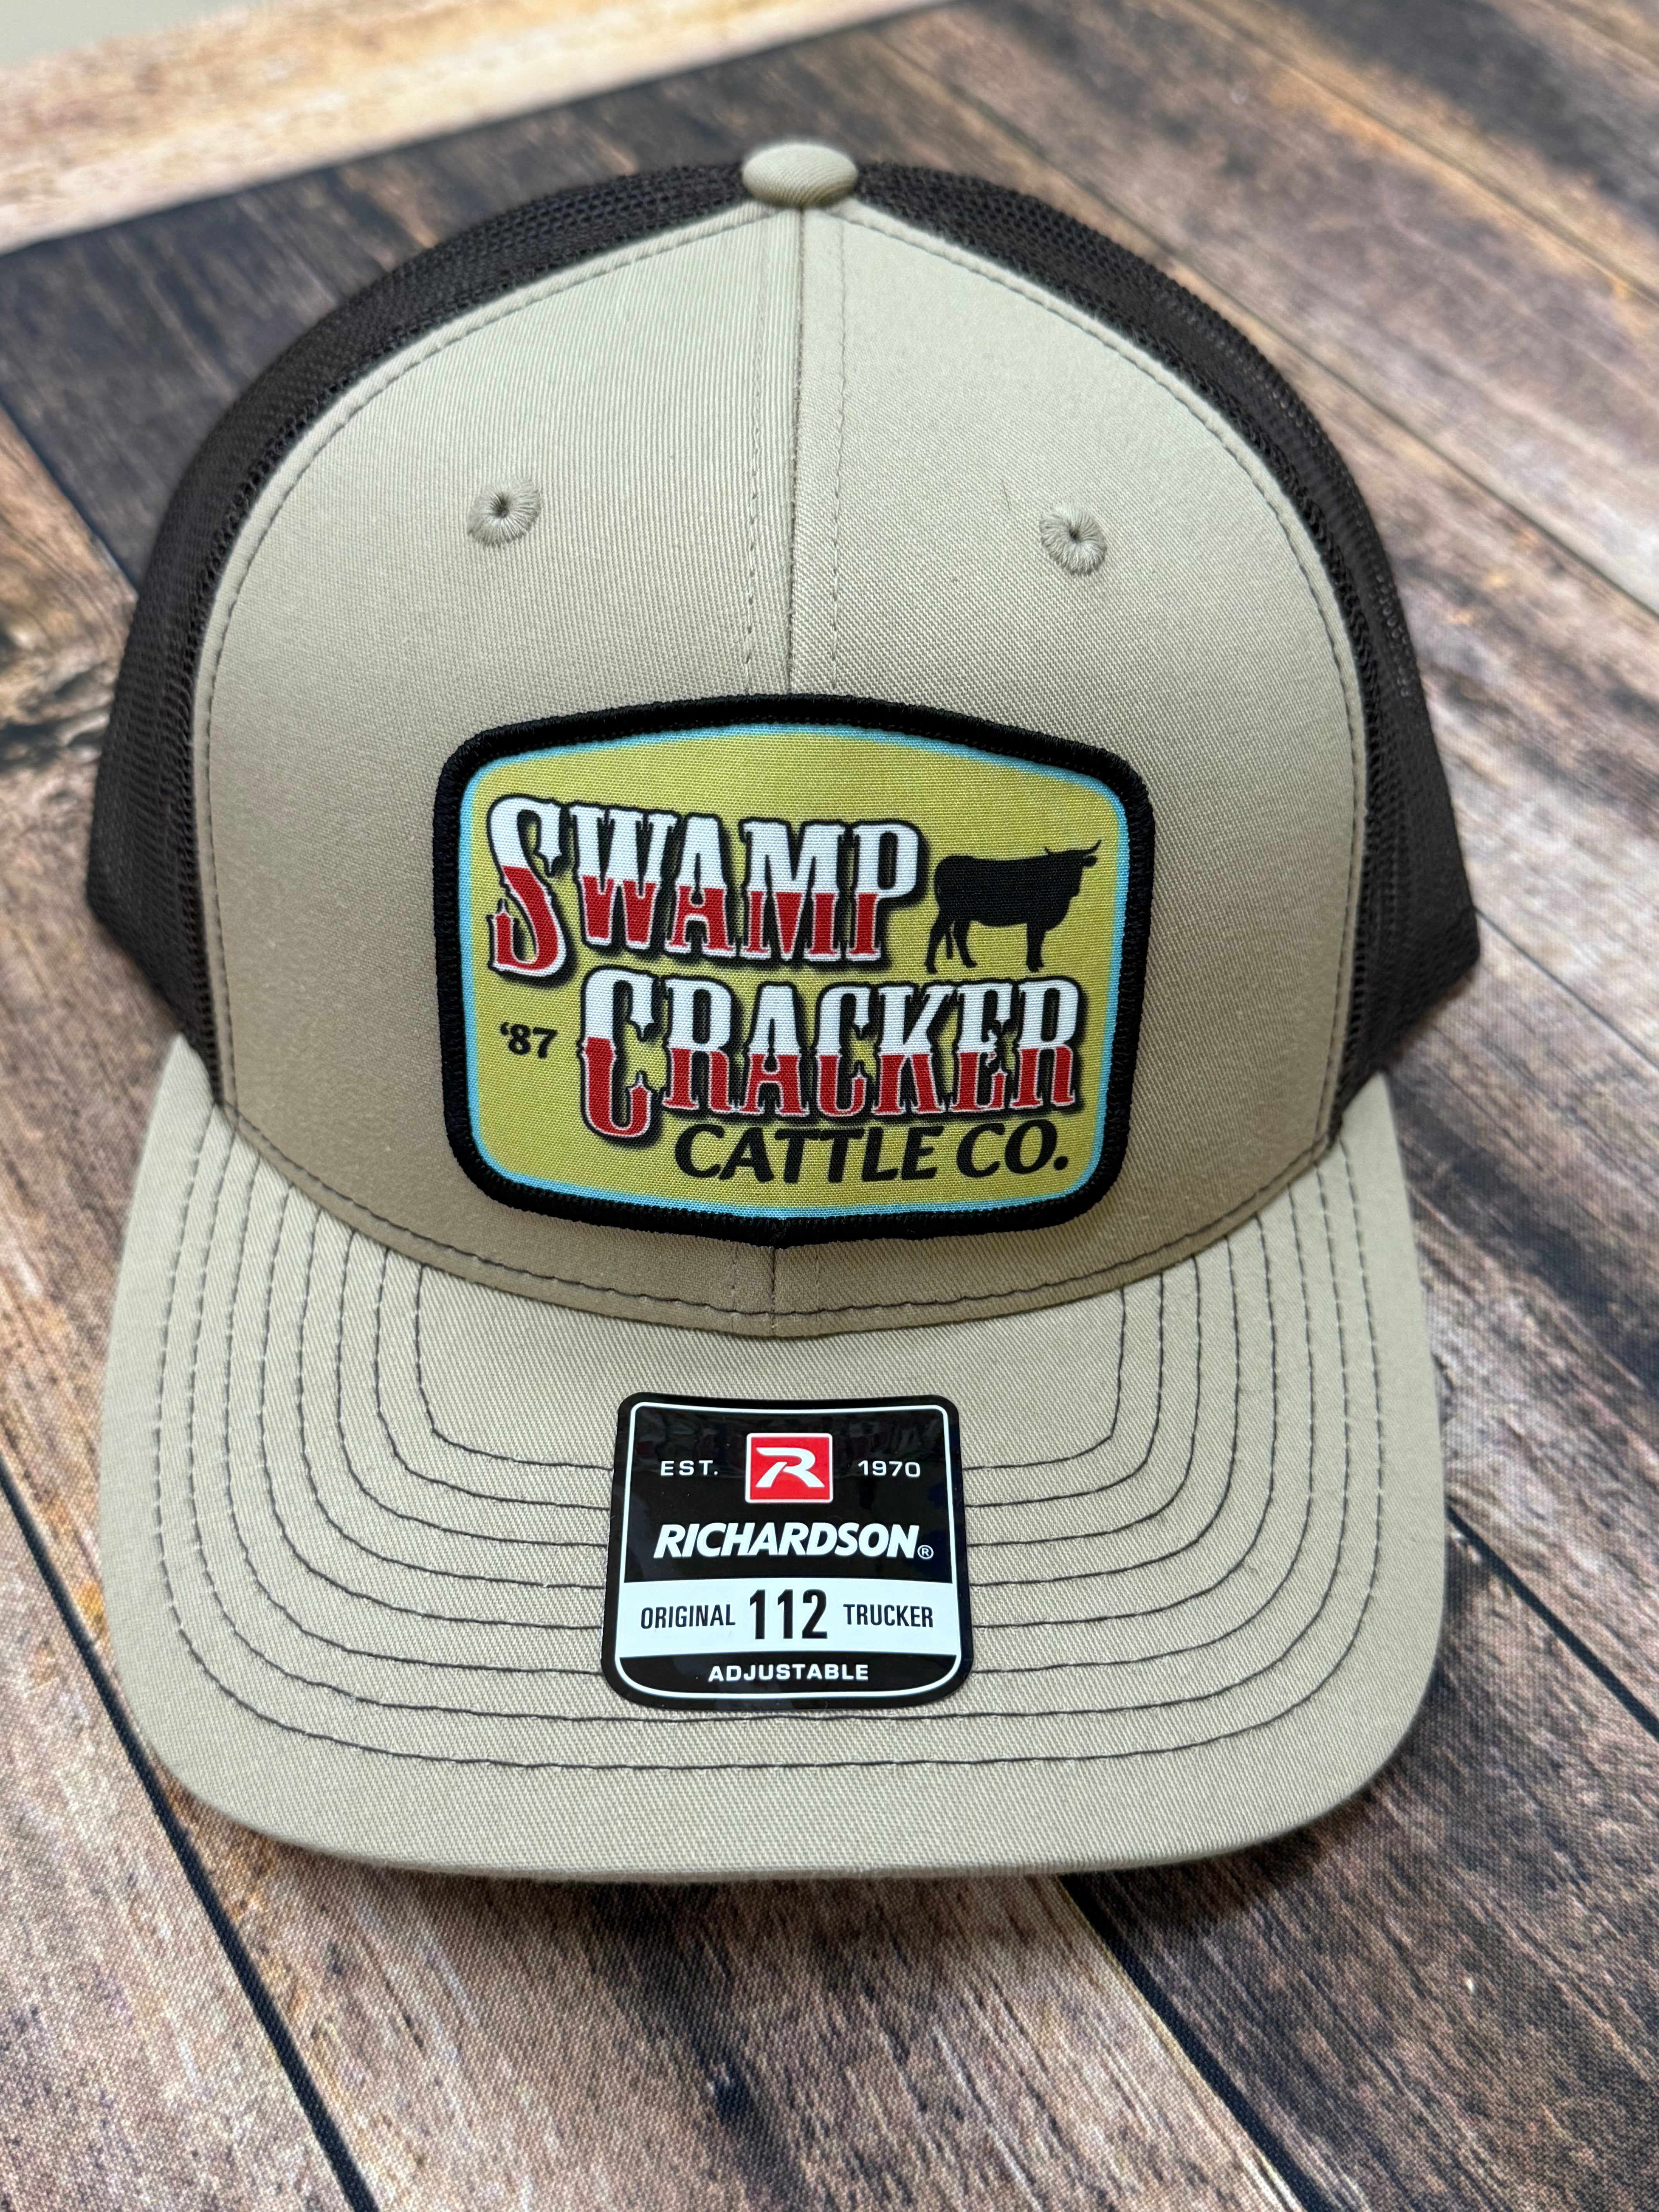 SWAMP
'87 CRACKER
CATTLE CO.
EST. R 1970
RICHARDSON®
ORIGINAL 112 TRUCKER
ADJUSTABLE